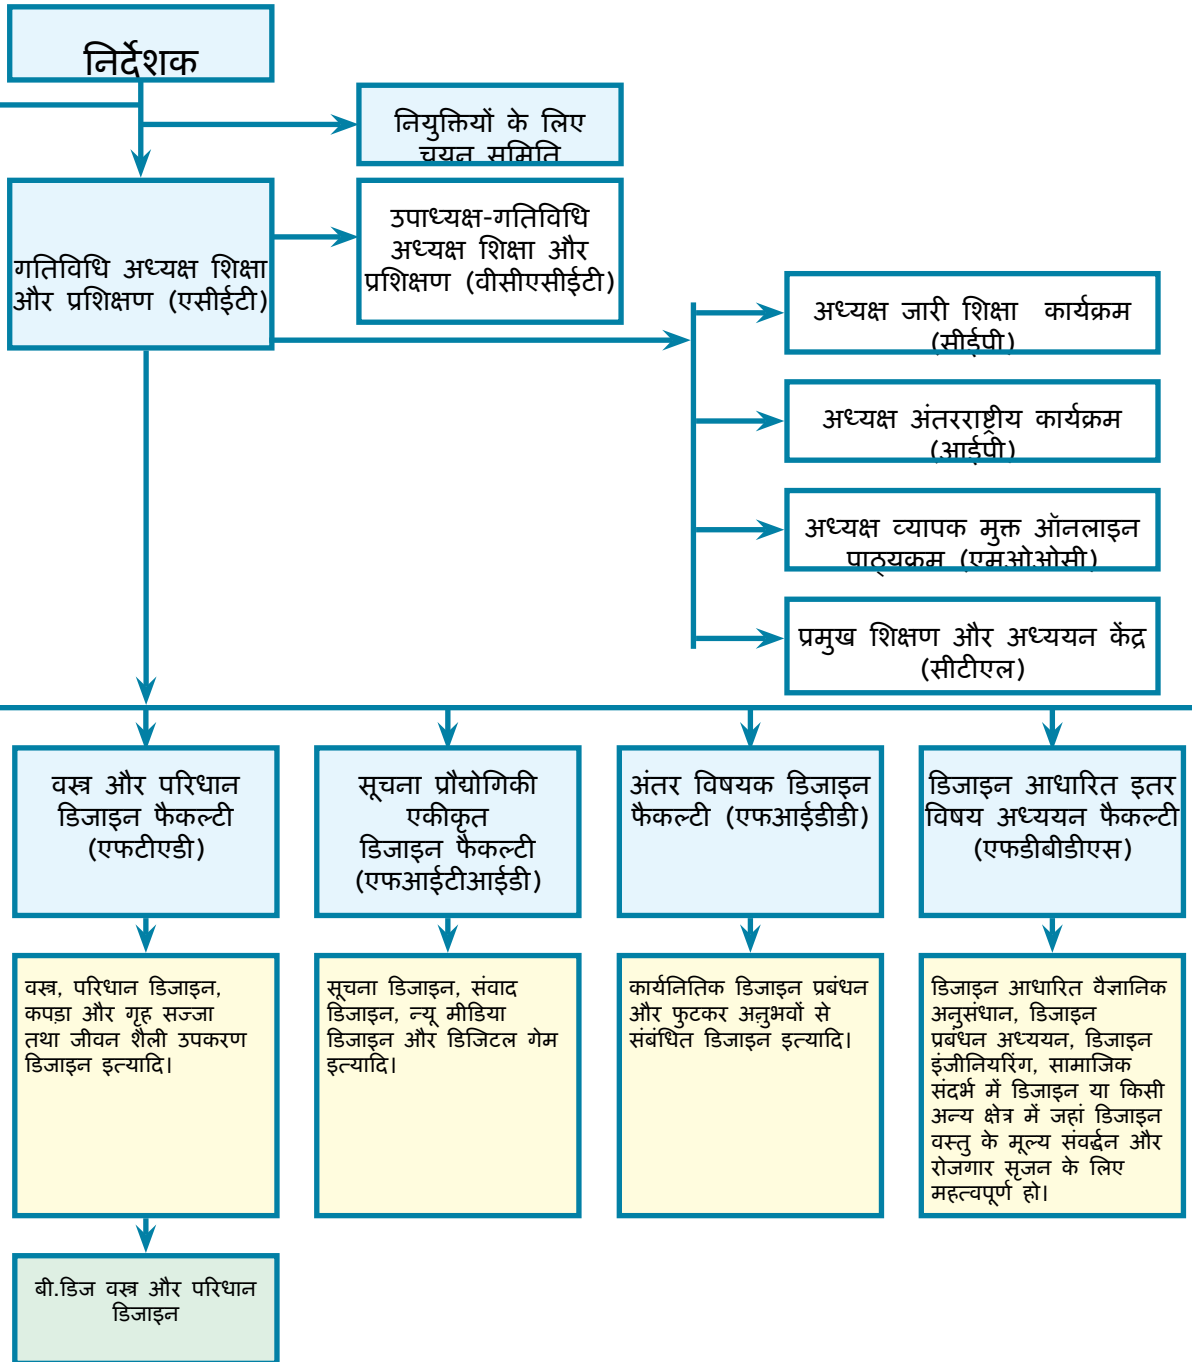 निर्देशक
नियुक्तियों के लिए
चयन समिति
गतिविधि अध्यक्ष शिक्षा
और प्रशिक्षण (एसीईटी)
उपाध्यक्ष-गतिविधि
अध्यक्ष शिक्षा और
प्रशिक्षण (वीसीएसीईटी)
अध्यक्ष जारी शिक्षा कार्यक्रम
(सीईपी)
अध्यक्ष अंतरराष्ट्रीय कार्यक्रम
(आईपी)
अध्यक्ष व्यापक मुक्त ऑनलाइन
पाठ्यक्रम (एमओओसी)
प्रमुख शिक्षण और अध्ययन केंद्र
(सीटीएल)
वस्त्र और परिधान
डिजाइन फैकल्टी
(एफटीएडी)
सूचना प्रौद्योगिकी
एकीकृत
डिजाइन फैकल्टी
(एफआईटीआईडी)
अंतर विषयक डिजाइन
फैकल्टी (एफआईडीडी)
डिजाइन आधारित इतर
विषय अध्ययन फैकल्टी
(एफडीबीडीएस)
वस्त्र, परिधान डिजाइन,
कपड़ा और गृह सज्जा
तथा जीवन शैली उपकरण
डिजाइन इत्यादि।
सूचना डिजाइन, संवाद
डिजाइन, न्यू मीडिया
डिजाइन और डिजिटल गेम
इत्यादि।
कार्यनितिक डिजाइन प्रबंधन
और फुटकर अनुभवों से
संबंधित डिजाइन इत्यादि।
डिजाइन आधारित वैज्ञानिक
अनुसंधान, डिजाइन
प्रबंधन अध्ययन, डिजाइन
इंजीनियरिंग, सामाजिक
संदर्भ में डिजाइन या किसी
अन्य क्षेत्र में जहां डिजाइन
वस्तु के मूल्य संवर्द्धन और
रोजगार सृजन के लिए
महत्वपूर्ण हो।
बी.डिज वस्त्र और परिधान
डिजाइन